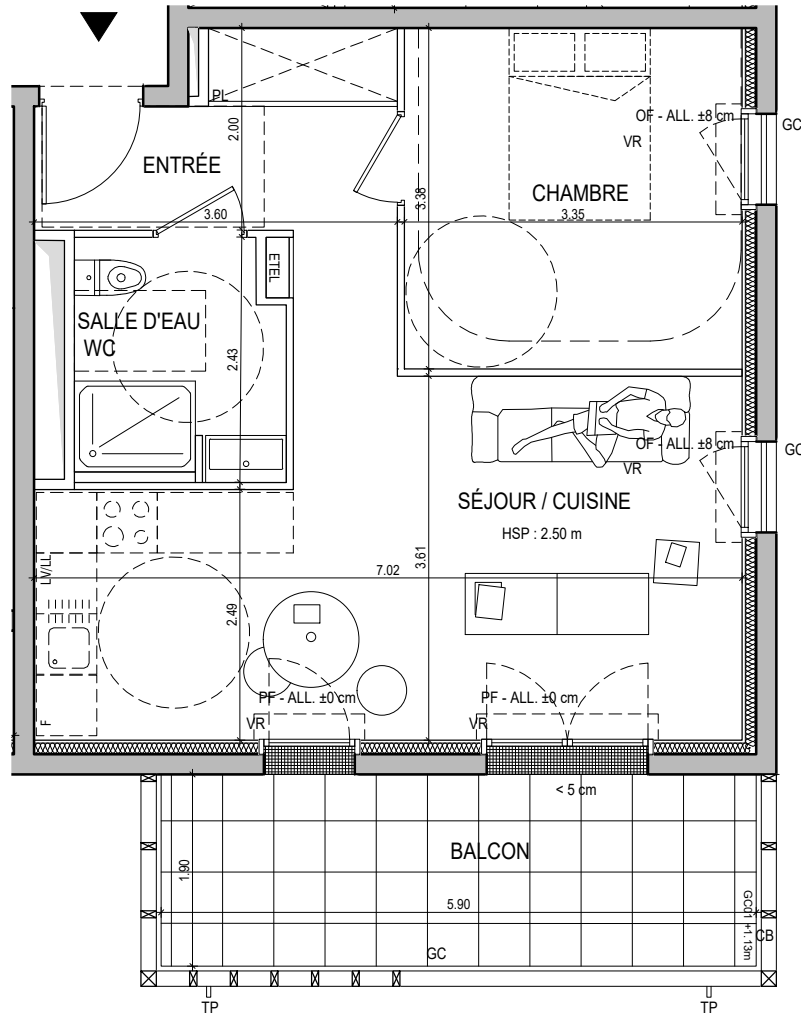 PL
OF - ALL. ±8 cm
GC
VR
2.00
ENTRÉE
CHAMBRE
3.38
3.60
3.35
ETEL
SALLE D'EAU
WC
2.43
OF - ALL. ±8 cm
GC
VR
SÉJOUR / CUISINE
HSP : 2.50 m
LV/LL
3.61
7.02
2.49
F
PF - ALL. ±0 cm
PF - ALL. ±0 cm
VR
VR
< 5 cm
BALCON
1.90
5.90
GC01 +1.13m
CB
GC
TP
TP